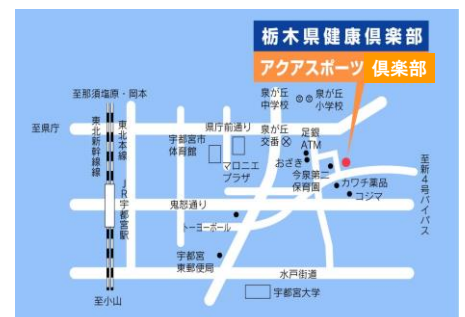 栃木県健康倶楽部
アクアスポーツ 倶楽部
至那須塩原・岡本
泉が丘
中学校
泉が丘
小学校
至県庁
東北新幹線
東北本線
宇都宮市
体育館
県庁前通り
マロニエ
プラザ
泉が丘
交番
足銀
ATM
おざき
今泉第二
保育園
カワチ薬品
コジマ
至新4号バイパス
JR宇都宮駅
鬼怒通り
トーヨーボール
宇都宮
東郵便局
水戸街道
宇都宮大学
至小山